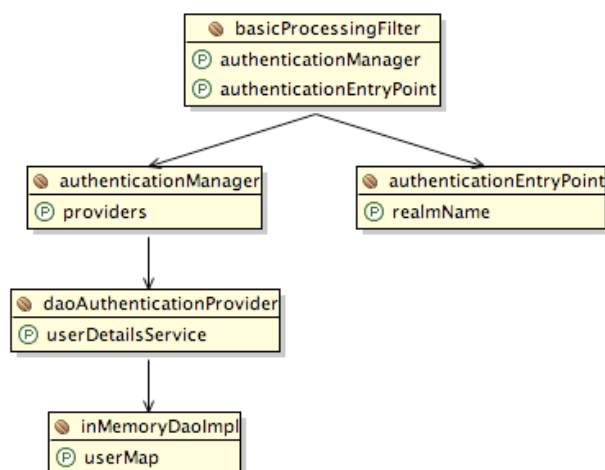 basicProcessingFilter
P authenticationManager
P authenticationEntryPoint
authenticationManager
P providers
authenticationEntryPoint
P realmName
daoAuthenticationProvider
P userDetailsService
inMemoryDaoImpl
P userMap